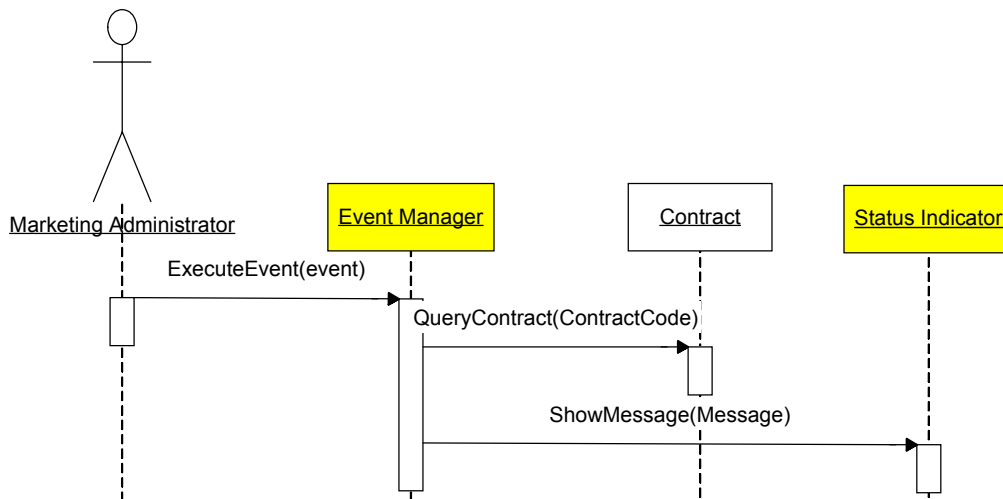 Marketing Administrator
Event Manager
Contract
Status Indicator
ExecuteEvent(event)
QueryContract(ContractCode)
ShowMessage(Message)